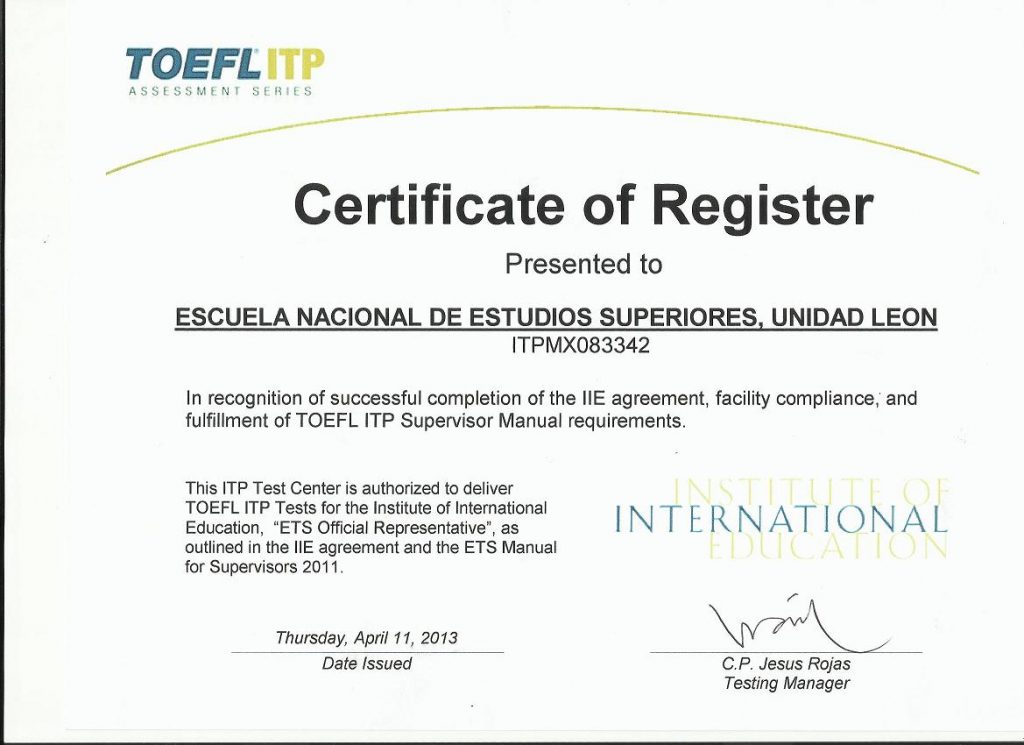 TOEFL® ITP
ASSESSMENT SERIES
Certificate of Register
Presented to
ESCUELA NACIONAL DE ESTUDIOS SUPERIORES, UNIDAD LEON
ITPMX083342
In recognition of successful completion of the IIE agreement, facility compliance, and
fulfillment of TOEFL ITP Supervisor Manual requirements.
This ITP Test Center is authorized to deliver
TOEFL ITP Tests for the Institute of International
Education, “ETS Official Representative”, as
outlined in the IIE agreement and the ETS Manual
for Supervisors 2011.
INSTITUTE OF
INTERNATIONAL
EDUCATION
Thursday, April 11, 2013
Date Issued
C.P. Jesus Rojas
Testing Manager